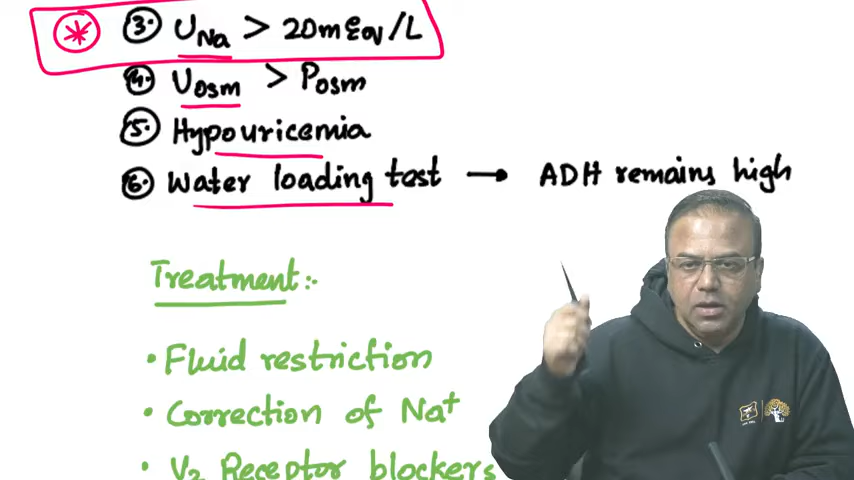 * 3. UNa > 20mEqv/L
4. Uosm > Posm
5. Hypouricemia
6. Water loading test → ADH remains high
Treatment:-
• Fluid restriction
• Correction of Na+
• V2 Receptor blockers